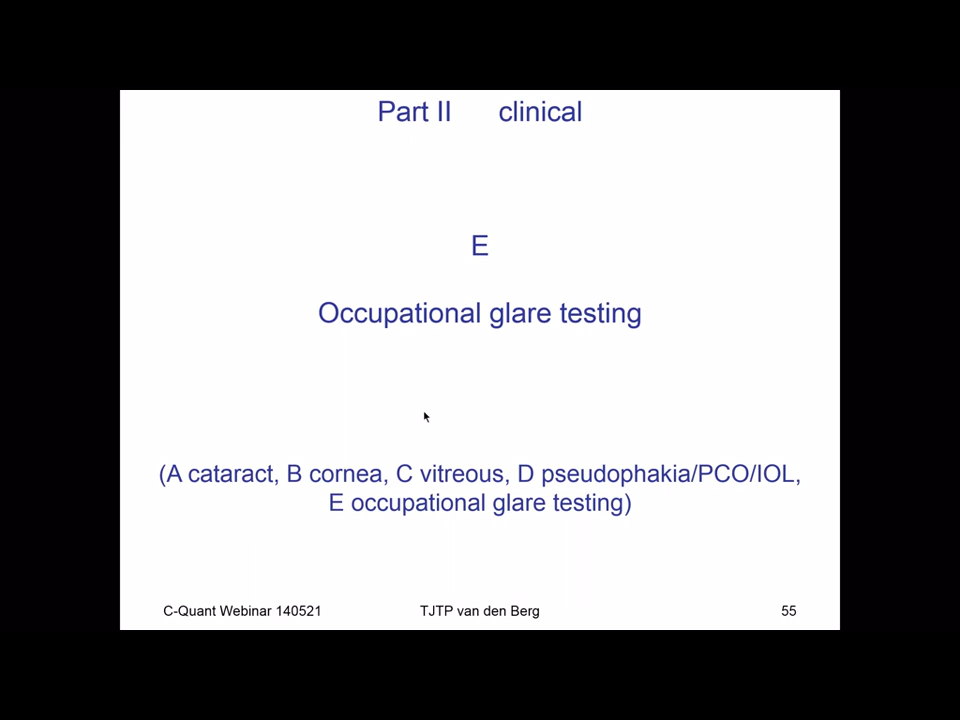 Part II clinical
E
Occupational glare testing
(A cataract, B cornea, C vitreous, D pseudophakia/PCO/IOL,
E occupational glare testing)
C-Quant Webinar 140521 TJTP van den Berg 55